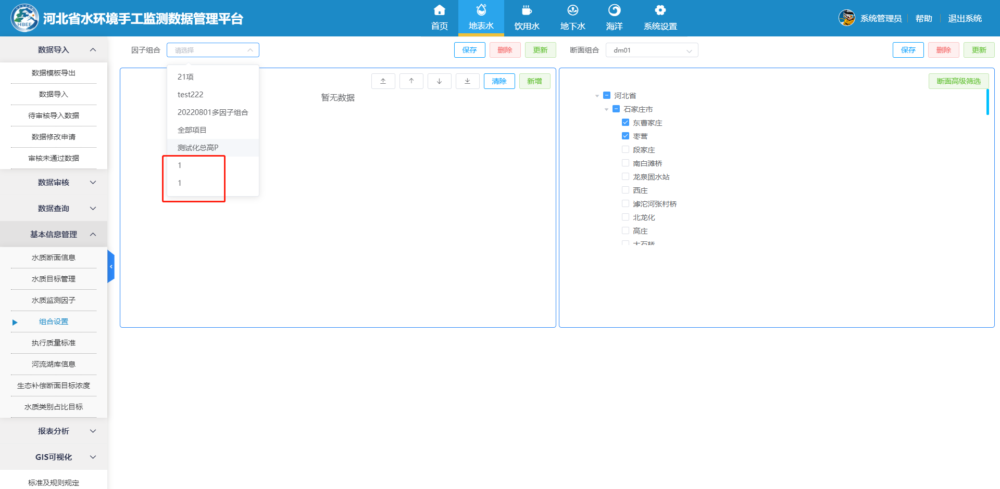 HBEE
河北省水环境手工监测数据管理平台
首页
地表水
饮用水
地下水
海洋
系统设置
系统管理员
帮助
退出系统
数据导入
数据模板导出
数据导入
待审核导入数据
数据修改申请
审核未通过数据
数据审核
数据查询
基本信息管理
水质断面信息
水质目标管理
水质监测因子
组合设置
执行质量标准
河流湖库信息
生态补偿断面目标浓度
水质类别占比目标
报表分析
GIS可视化
标准及规则规定
因子组合
请选择
保存
删除
更新
21项
test222
20220801多因子组合
全部项目
测试化总高P
1
1
清除
新增
暂无数据
断面组合
dm01
保存
删除
更新
断面高级筛选
河北省
石家庄市
东曹家庄
枣营
段家庄
南白滩桥
龙泉固水站
西庄
滹沱河张村桥
北龙化
高庄
大石桥